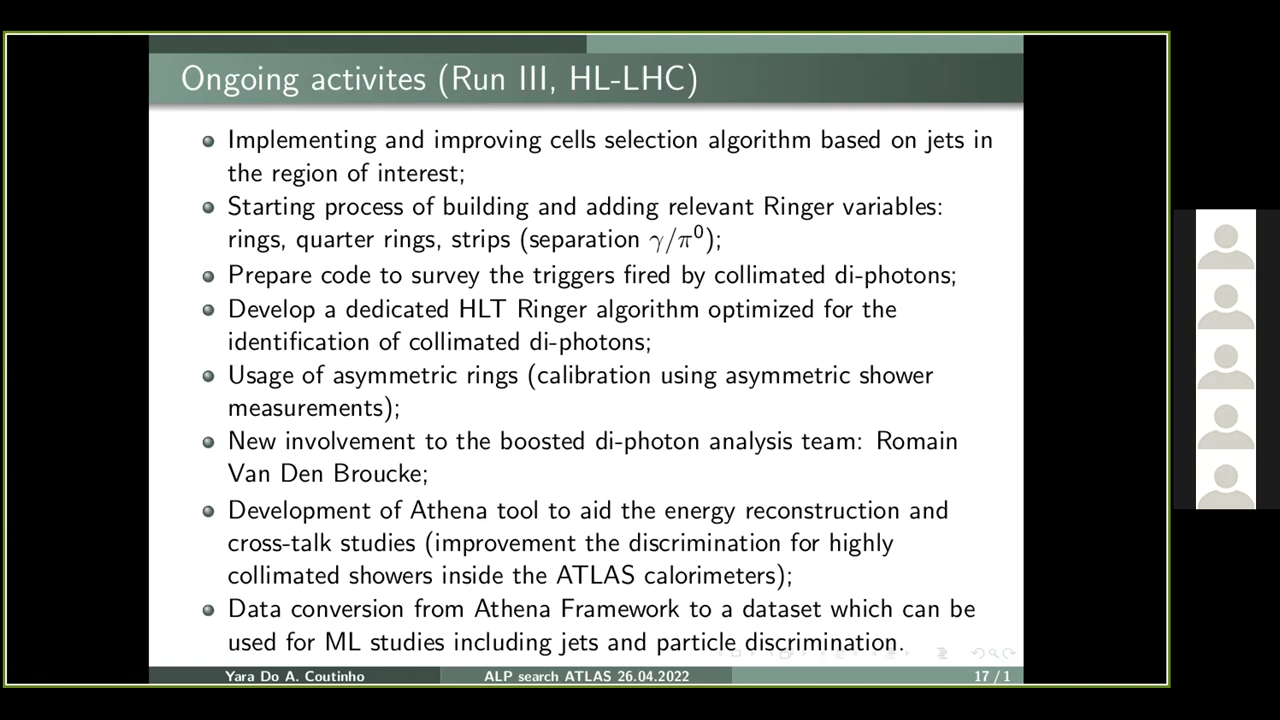 Ongoing activites (Run III, HL-LHC)
Implementing and improving cells selection algorithm based on jets in
the region of interest;
Starting process of building and adding relevant Ringer variables:
rings, quarter rings, strips (separation γ/π⁰);
Prepare code to survey the triggers fired by collimated di-photons;
Develop a dedicated HLT Ringer algorithm optimized for the
identification of collimated di-photons;
Usage of asymmetric rings (calibration using asymmetric shower
measurements);
New involvement to the boosted di-photon analysis team: Romain
Van Den Broucke;
Development of Athena tool to aid the energy reconstruction and
cross-talk studies (improvement the discrimination for highly
collimated showers inside the ATLAS calorimeters);
Data conversion from Athena Framework to a dataset which can be
used for ML studies including jets and particle discrimination.
Yara Do A. Coutinho ALP search ATLAS 26.04.2022 17 / 1